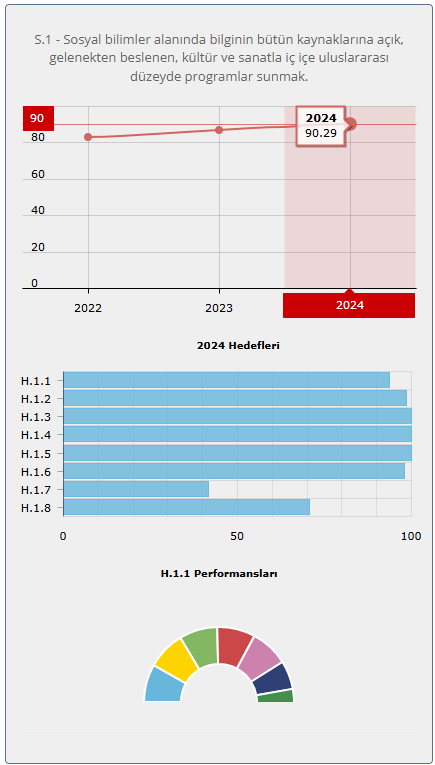 S.1 - Sosyal bilimler alanında bilginin bütün kaynaklarına açık,
gelenekten beslenen, kültür ve sanatla iç içe uluslararası
düzeyde programlar sunmak.
90
2024
90.29
80
60
40
20
0
2022
2023
2024
2024 Hedefleri
H.1.1
H.1.2
H.1.3
H.1.4
H.1.5
H.1.6
H.1.7
H.1.8
0
50
100
H.1.1 Performansları